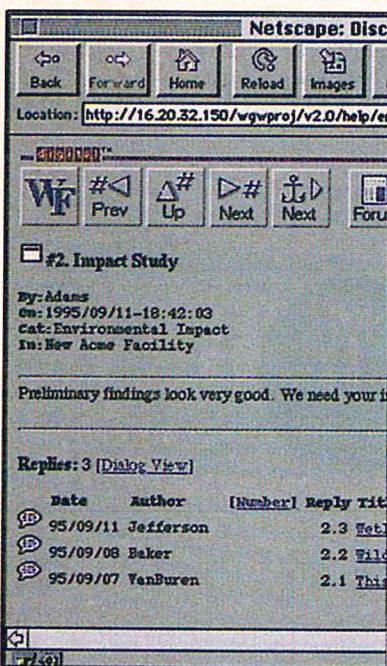 Netscape: Disc
Back Forward Home Reload Images
Location: http://16.20.32.150/wgwproj/v2.0/help/e
WF # Prev # Up # Next Next Foru
#2. Impact Study
By:Adams
On:1995/09/11-18:42:03
Cat:Environmental Impact
In:New Acme Facility
Preliminary findings look very good. We need your i
Replies: 3 [Dialog View]
Date Author [Number] Reply Tit
95/09/11 Jefferson 2.3 Wetl
95/09/08 Baker 2.2 Wild
95/09/07 VanBuren 2.1 This